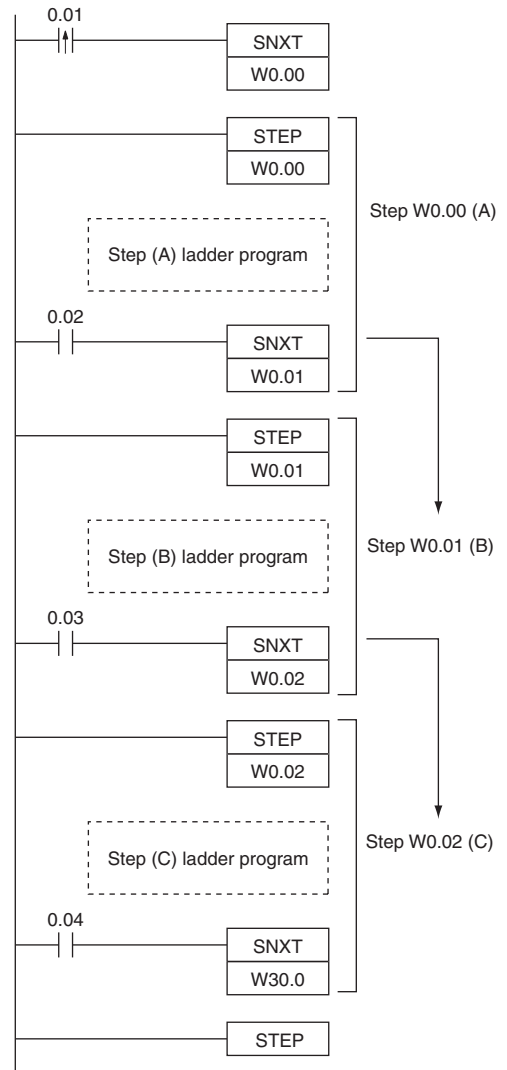 0.01
SNXT
W0.00
STEP
W0.00
Step W0.00 (A)
Step (A) ladder program
0.02
SNXT
W0.01
STEP
W0.01
Step W0.01 (B)
Step (B) ladder program
0.03
SNXT
W0.02
STEP
W0.02
Step W0.02 (C)
Step (C) ladder program
0.04
SNXT
W30.0
STEP